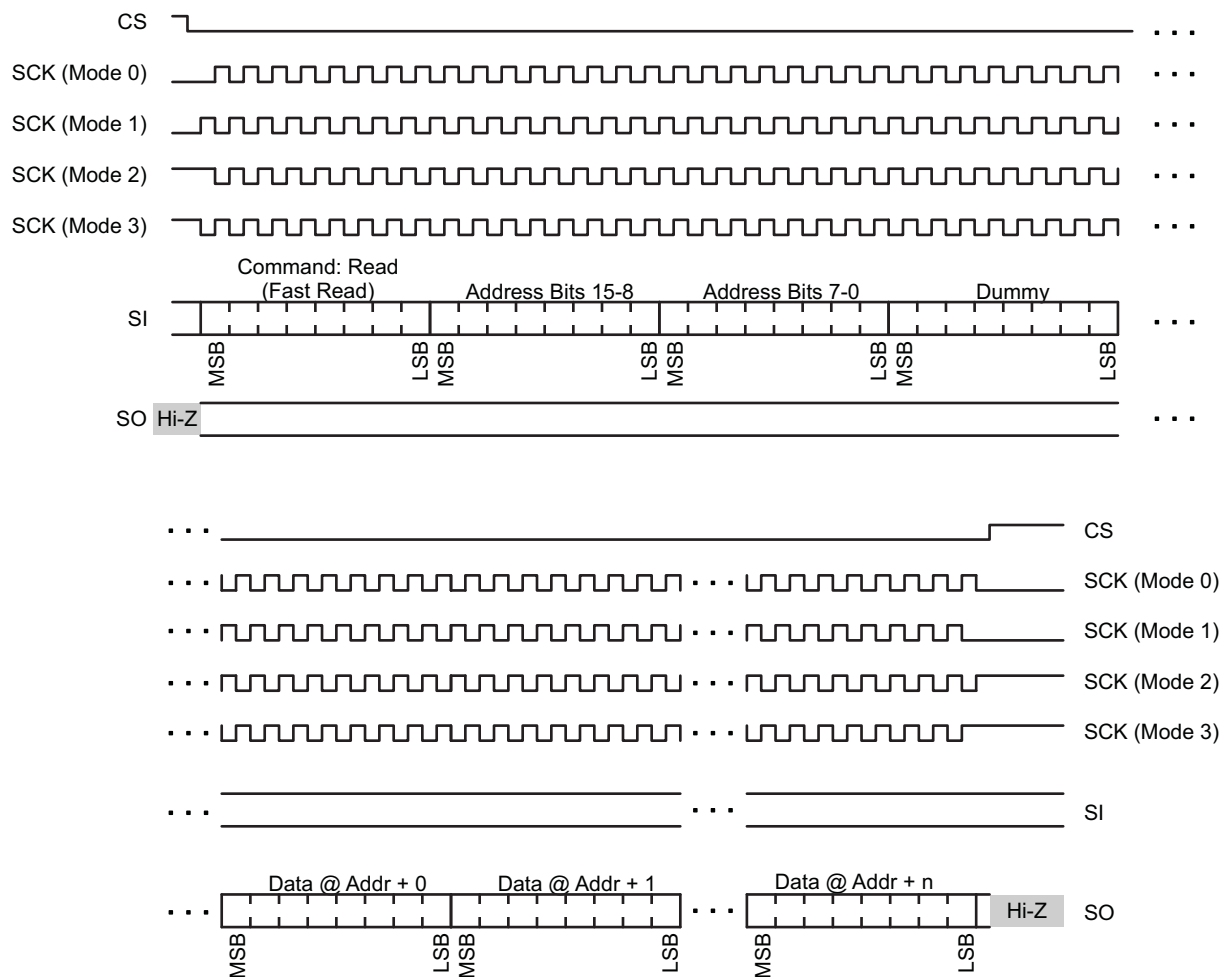 CS
. . .
SCK (Mode 0)
. . .
SCK (Mode 1)
. . .
SCK (Mode 2)
. . .
SCK (Mode 3)
. . .
Command: Read
(Fast Read) Address Bits 15-8 Address Bits 7-0 Dummy
SI
. . .
MSB LSB MSB LSB MSB LSB MSB LSB
SO Hi-Z
. . .
. . . CS
. . . . . . SCK (Mode 0)
. . . . . . SCK (Mode 1)
. . . . . . SCK (Mode 2)
. . . . . . SCK (Mode 3)
. . . . . . SI
Data @ Addr + 0 Data @ Addr + 1 Data @ Addr + n
. . . . . . Hi-Z SO
MSB LSB MSB LSB MSB LSB